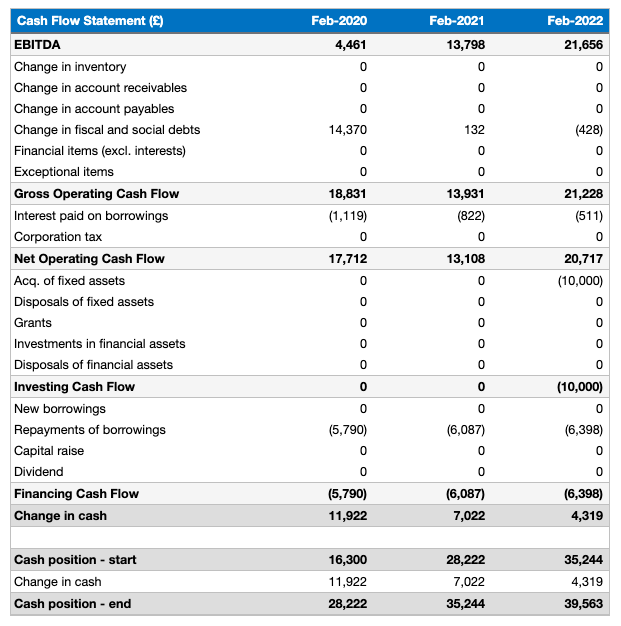 Cash Flow Statement (£) Feb-2020 Feb-2021 Feb-2022
EBITDA 4,461 13,798 21,656
Change in inventory 0 0 0
Change in account receivables 0 0 0
Change in account payables 0 0 0
Change in fiscal and social debts 14,370 132 (428)
Financial items (excl. interests) 0 0 0
Exceptional items 0 0 0
Gross Operating Cash Flow 18,831 13,931 21,228
Interest paid on borrowings (1,119) (822) (511)
Corporation tax 0 0 0
Net Operating Cash Flow 17,712 13,108 20,717
Acq. of fixed assets 0 0 (10,000)
Disposals of fixed assets 0 0 0
Grants 0 0 0
Investments in financial assets 0 0 0
Disposals of financial assets 0 0 0
Investing Cash Flow 0 0 (10,000)
New borrowings 0 0 0
Repayments of borrowings (5,790) (6,087) (6,398)
Capital raise 0 0 0
Dividend 0 0 0
Financing Cash Flow (5,790) (6,087) (6,398)
Change in cash 11,922 7,022 4,319
Cash position - start 16,300 28,222 35,244
Change in cash 11,922 7,022 4,319
Cash position - end 28,222 35,244 39,563